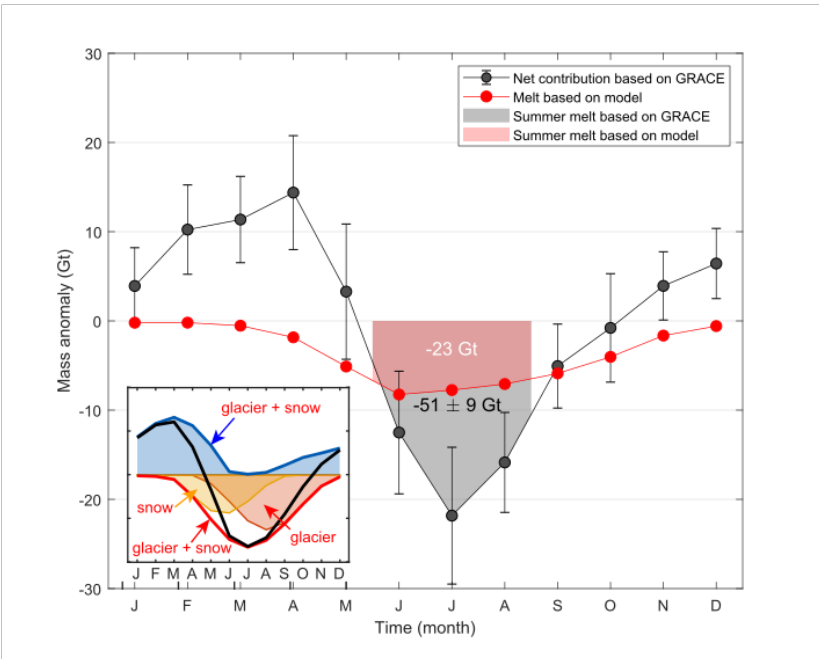 30
20
10
0
-10
-20
-30
Mass anomaly (Gt)
Net contribution based on GRACE
Melt based on model
Summer melt based on GRACE
Summer melt based on model
-23 Gt
-51 ± 9 Gt
glacier + snow
snow
glacier
glacier + snow
J F M A M J J A S O N D
J F M A M J J A S O N D
Time (month)